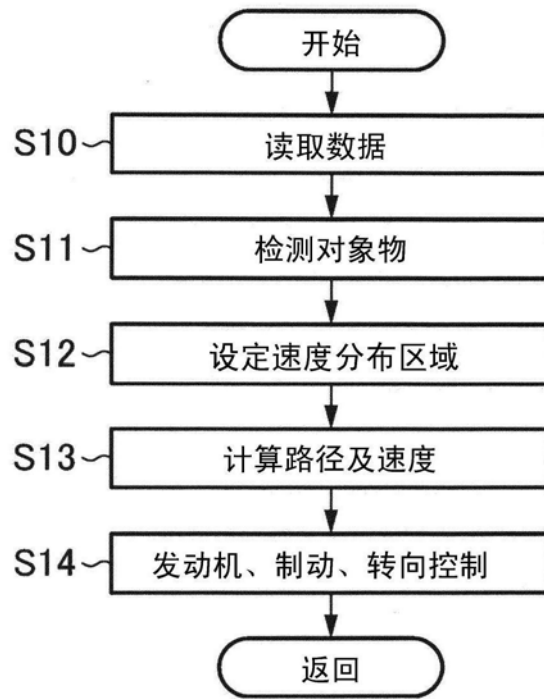 开始
S10 读取数据
S11 检测对象物
S12 设定速度分布区域
S13 计算路径及速度
S14 发动机、制动、转向控制
返回